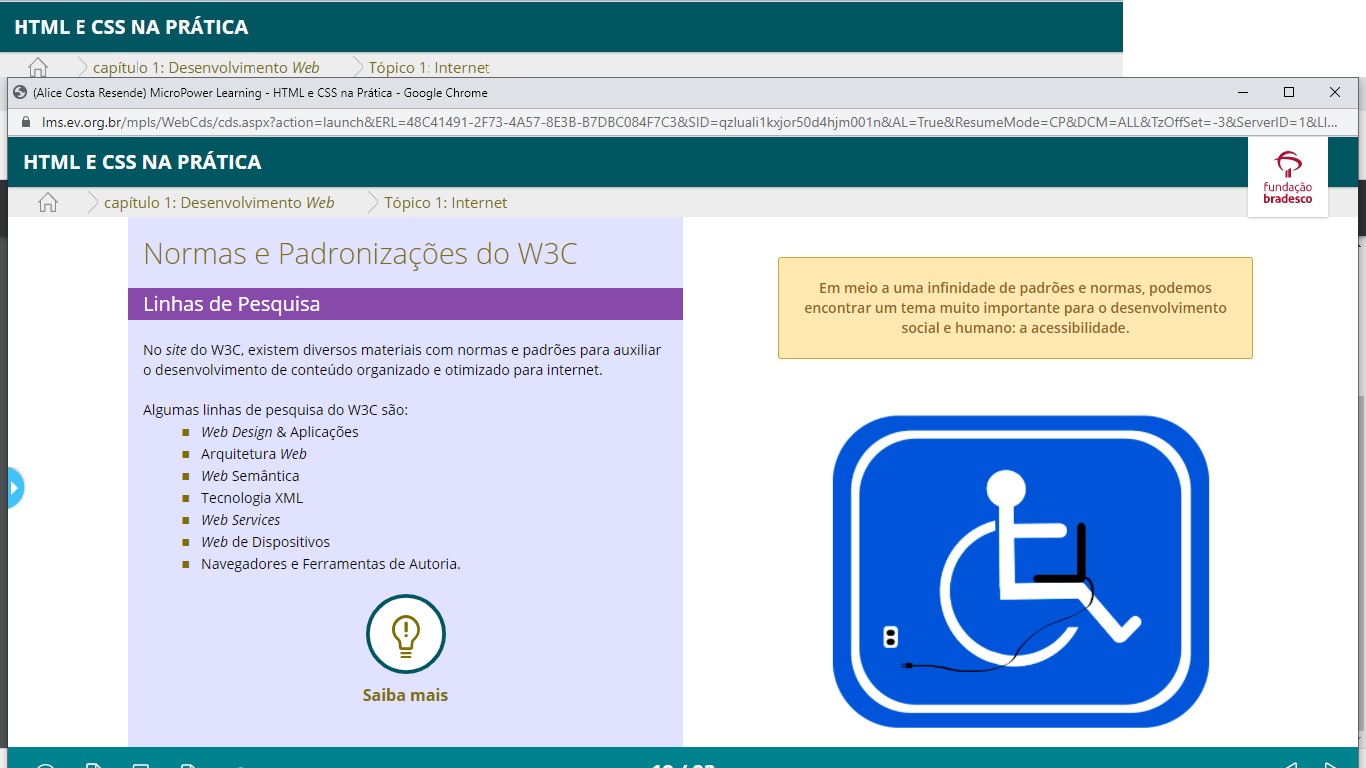 HTML E CSS NA PRÁTICA
capítulo 1: Desenvolvimento Web
Tópico 1: Internet
(Alice Costa Resende) MicroPower Learning - HTML e CSS na Prática - Google Chrome
lms.ev.org.br/mpls/WebCds/cds.aspx?action=launch&ERL=48C41491-2F73-4A57-8E3B-B7DBC084F7C3&SID=qzluali1kxjor50d4hjm001n&AL=True&ResumeMode=CP&DCM=ALL&TzOffSet=-3&ServerID=1&LI...
HTML E CSS NA PRÁTICA
fundação
bradesco
capítulo 1: Desenvolvimento Web
Tópico 1: Internet
Normas e Padronizações do W3C
Linhas de Pesquisa
No site do W3C, existem diversos materiais com normas e padrões para auxiliar
o desenvolvimento de conteúdo organizado e otimizado para internet.
Algumas linhas de pesquisa do W3C são:
Web Design & Aplicações
Arquitetura Web
Web Semântica
Tecnologia XML
Web Services
Web de Dispositivos
Navegadores e Ferramentas de Autoria.
Saiba mais
Em meio a uma infinidade de padrões e normas, podemos
encontrar um tema muito importante para o desenvolvimento
social e humano: a acessibilidade.